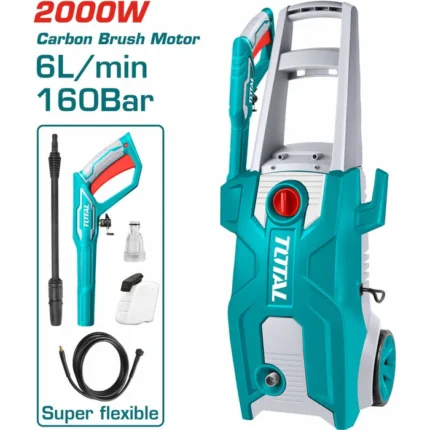 2000W
Carbon Brush Motor
6L/min
160Bar
TOTAL
TOTAL
Super flexible